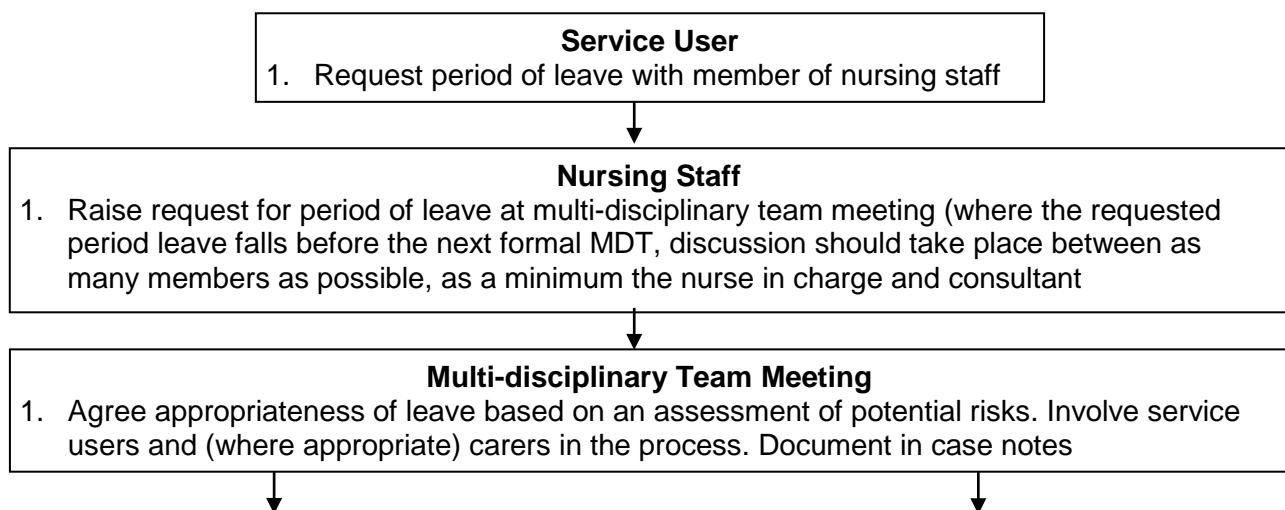 Service User
1. Request period of leave with member of nursing staff
Nursing Staff
1. Raise request for period of leave at multi-disciplinary team meeting (where the requested
period leave falls before the next formal MDT, discussion should take place between as
many members as possible, as a minimum the nurse in charge and consultant
Multi-disciplinary Team Meeting
1. Agree appropriateness of leave based on an assessment of potential risks. Involve service
users and (where appropriate) carers in the process. Document in case notes